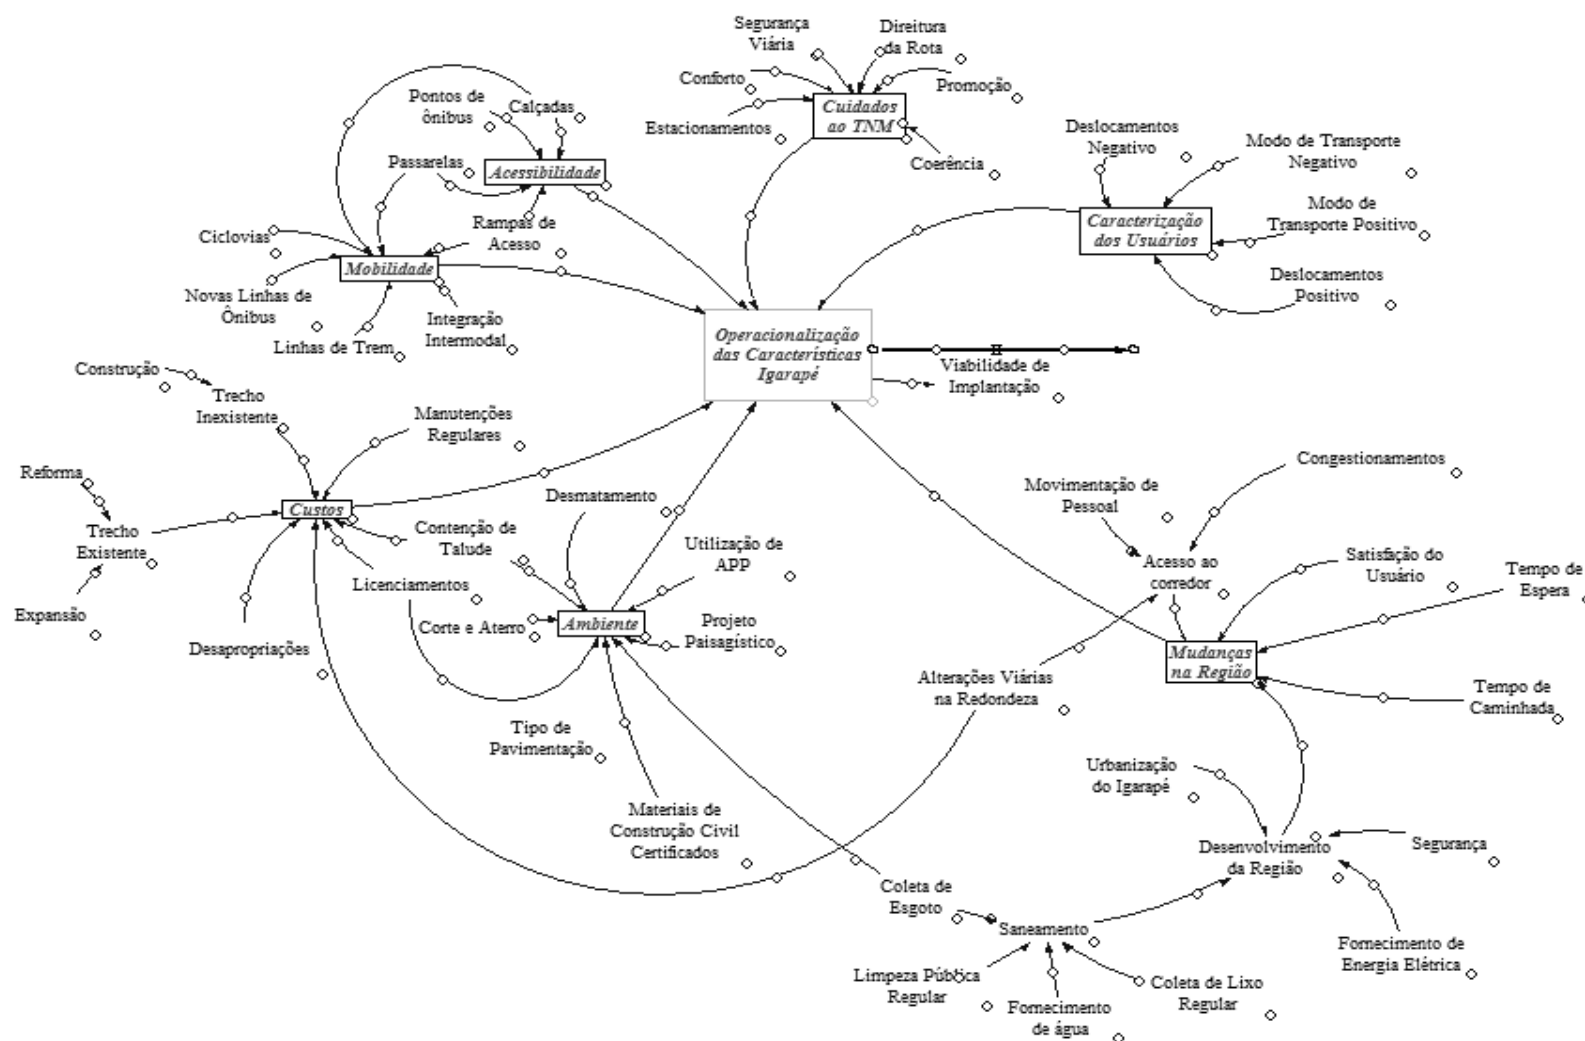 Segurança
Viária
Direitura
da Rota
Conforto
Promoção
Estacionamentos
Cuidados
ao TNM
Coerência
Pontos de
ônibus
Calçadas
Passarelas
Acessibilidade
Rampas de
Acesso
Ciclovias
Mobilidade
Novas Linhas de
Ônibus
Linhas de Trem
Integração
Intermodal
Deslocamentos
Negativo
Modo de Transporte
Negativo
Caracterização
dos Usuários
Modo de
Transporte Positivo
Deslocamentos
Positivo
Operacionalização
das Características
Igarapé
Viabilidade de
Implantação
Construção
Trecho
Inexistente
Manutenções
Regulares
Reforma
Custos
Trecho
Existente
Expansão
Desapropriações
Contenção de
Talude
Licenciamentos
Desmatamento
Utilização de
APP
Corte e Aterro
Ambiente
Projeto
Paisagístico
Tipo de
Pavimentação
Materiais de
Construção Civil
Certificados
Congestionamentos
Movimentação de
Pessoal
Acesso ao
corredor
Satisfação do
Usuário
Tempo de
Espera
Alterações Viárias
na Redondeza
Mudanças
na Região
Tempo de
Caminhada
Urbanização
do Igarapé
Desenvolvimento
da Região
Segurança
Coleta de
Esgoto
Saneamento
Fornecimento de
Energia Elétrica
Limpeza Pública
Regular
Fornecimento
de água
Coleta de Lixo
Regular